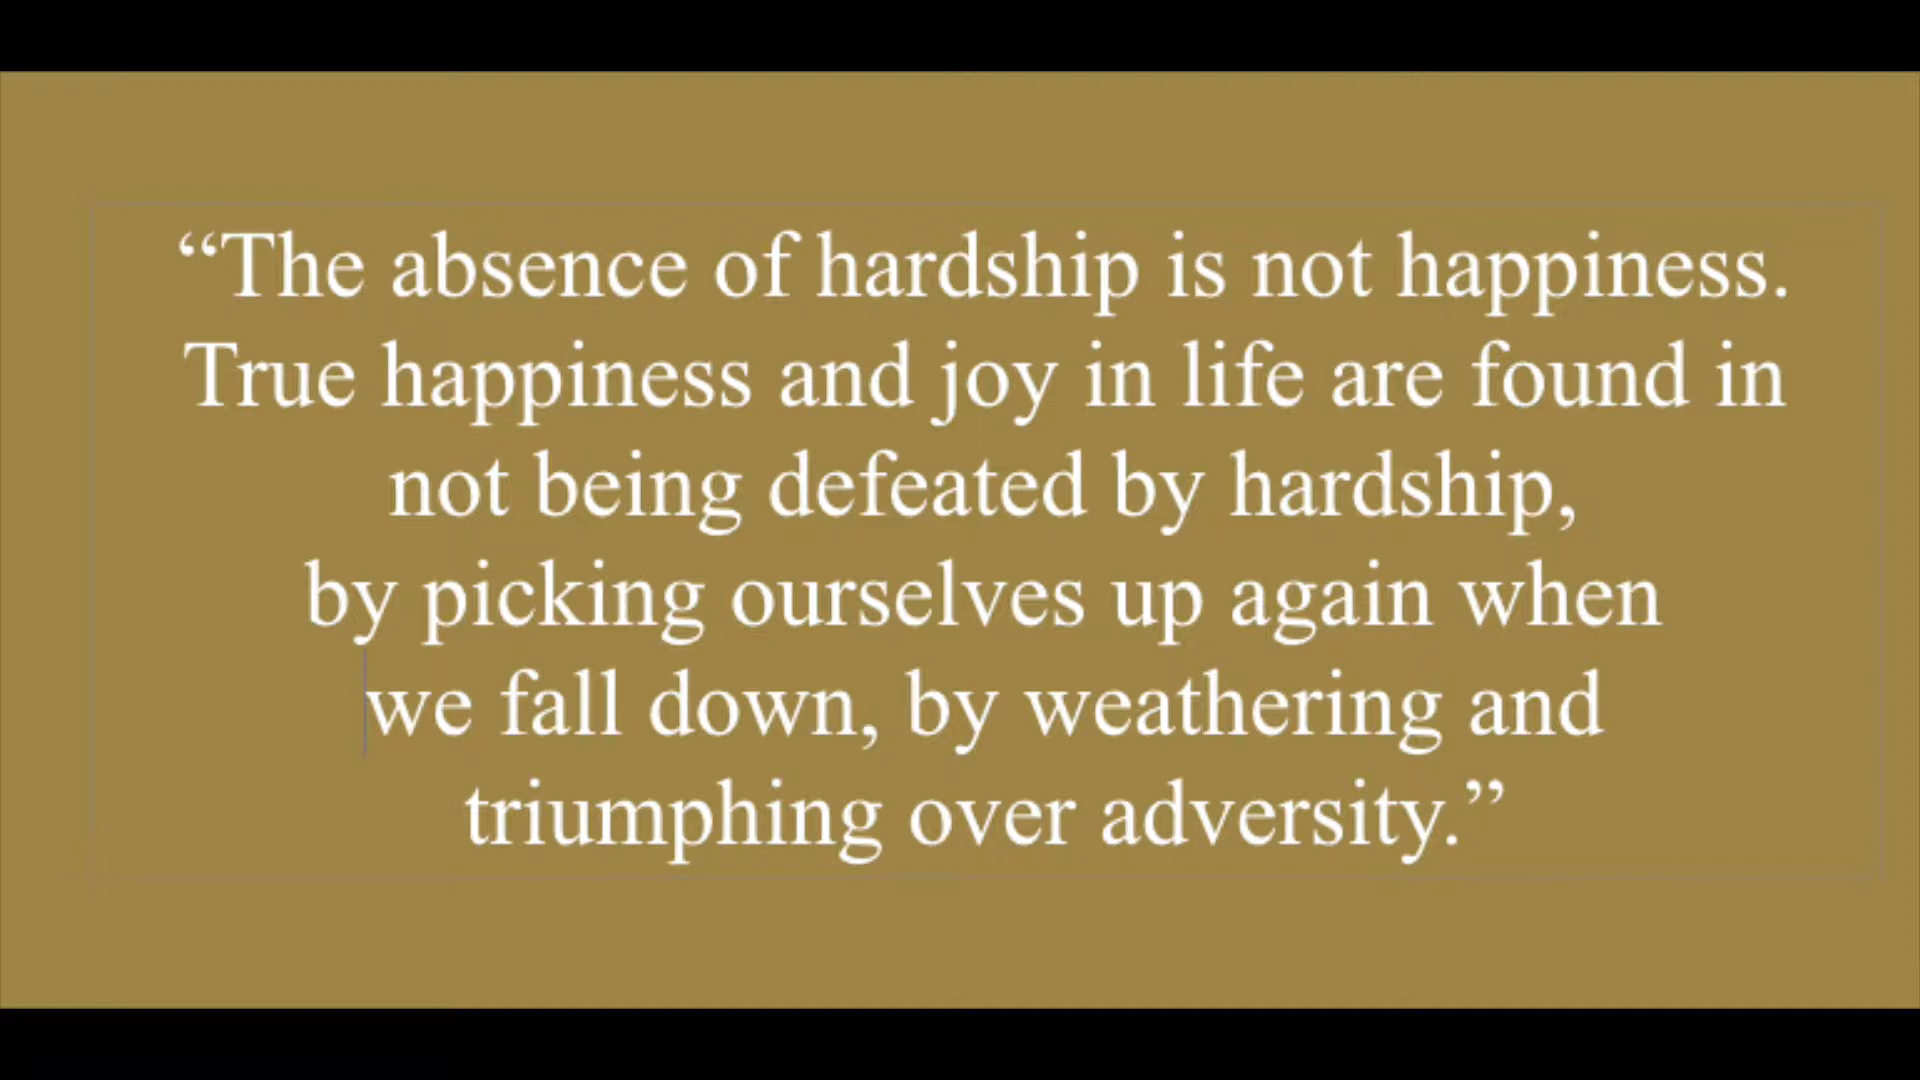 “The absence of hardship is not happiness.
True happiness and joy in life are found in
not being defeated by hardship,
by picking ourselves up again when
we fall down, by weathering and
triumphing over adversity.”